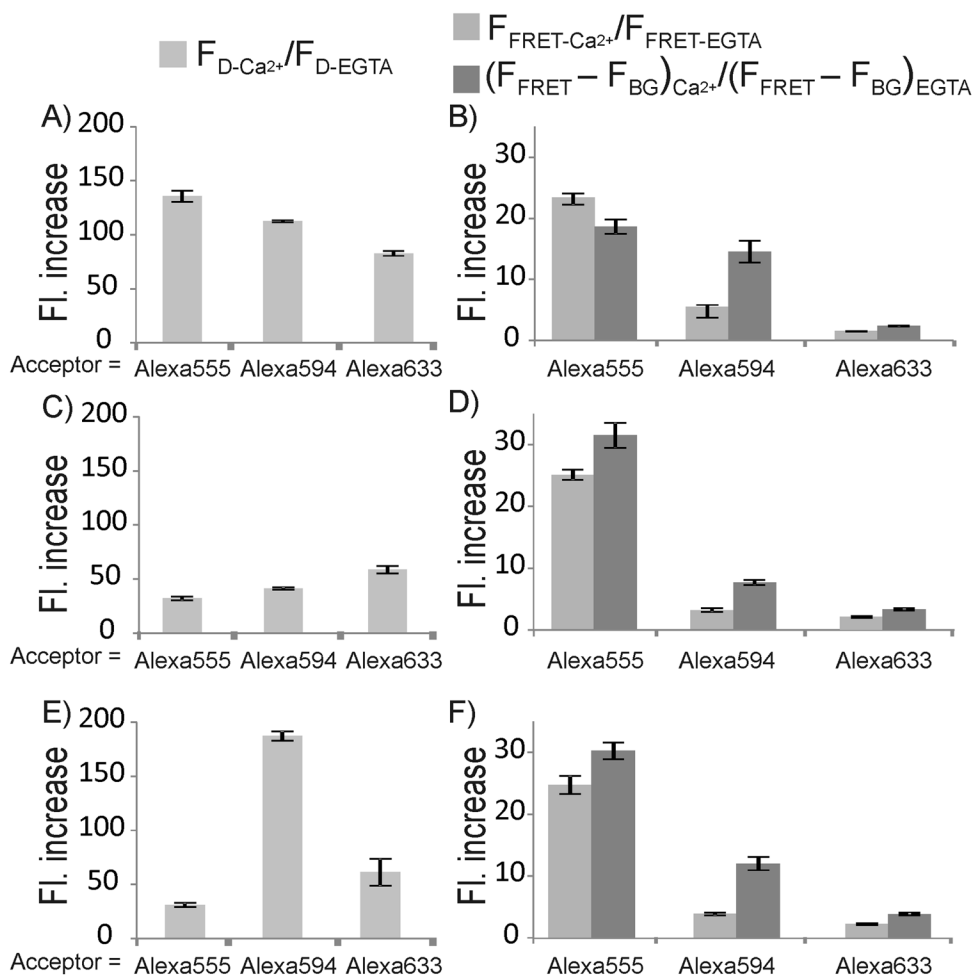 F_D-Ca²⁺/F_D-EGTA
F_FRET-Ca²⁺/F_FRET-EGTA
(F_FRET – F_BG)_Ca²⁺/(F_FRET – F_BG)_EGTA
A)
Fl. increase
200
150
100
50
0
Acceptor = Alexa555 Alexa594 Alexa633
B)
Fl. increase
30
20
10
0
Alexa555 Alexa594 Alexa633
C)
Fl. increase
200
150
100
50
0
Acceptor = Alexa555 Alexa594 Alexa633
D)
Fl. increase
30
20
10
0
Alexa555 Alexa594 Alexa633
E)
Fl. increase
200
150
100
50
0
Acceptor = Alexa555 Alexa594 Alexa633
F)
Fl. increase
30
20
10
0
Alexa555 Alexa594 Alexa633